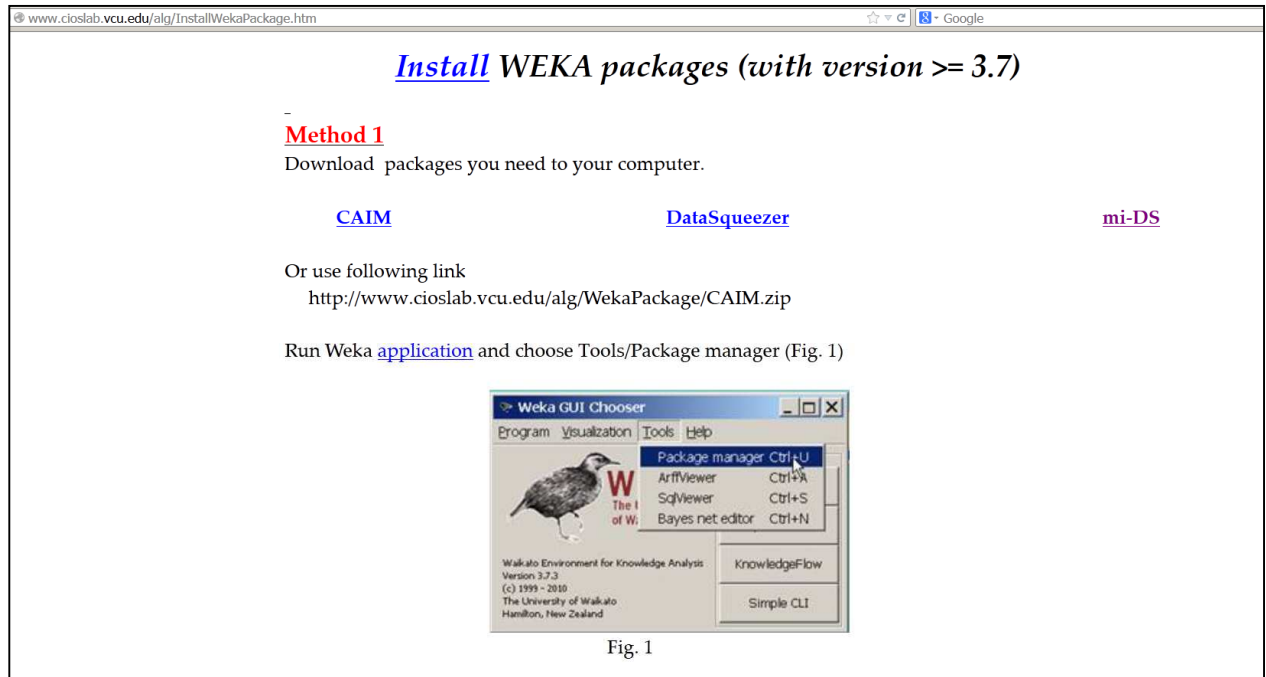 www.cioslab.vcu.edu/alg/InstallWekaPackage.htm
Google
Install WEKA packages (with version >= 3.7)
Method 1
Download packages you need to your computer.
CAIM DataSqueezer mi-DS
Or use following link
http://www.cioslab.vcu.edu/alg/WekaPackage/CAIM.zip
Run Weka application and choose Tools/Package manager (Fig. 1)
Weka GUI Chooser
Program Visualization Tools Help
Package manager Ctrl+U
ArffViewer Ctrl+A
SqlViewer Ctrl+S
Bayes net editor Ctrl+N
W
The
of
Waikato Environment for Knowledge Analysis
Version 3.7.3
(c) 1999 - 2010
The University of Waikato
Hamilton, New Zealand
KnowledgeFlow
Simple CLI
Fig. 1